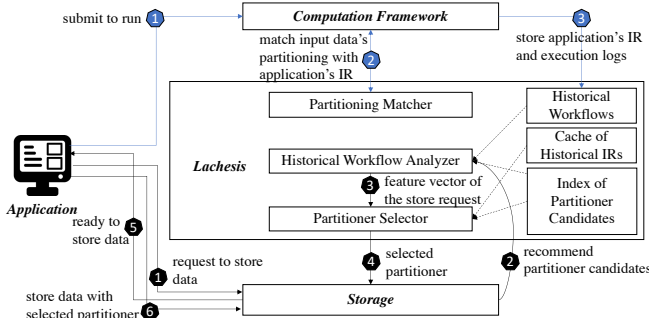 submit to run 1
Computation Framework
3
match input data's
partitioning with
application's IR
2
store application's IR
and execution logs
Partitioning Matcher
Historical
Workflows
Cache of
Historical IRs
Lachesis
Historical Workflow Analyzer
3
feature vector of
the store request
Index of
Partitioner
Candidates
Partitioner Selector
Application
ready to
store data
5
4
selected
partitioner
2
recommend
partitioner candidates
1
request to store
data
store data with
selected partitioner
6
Storage